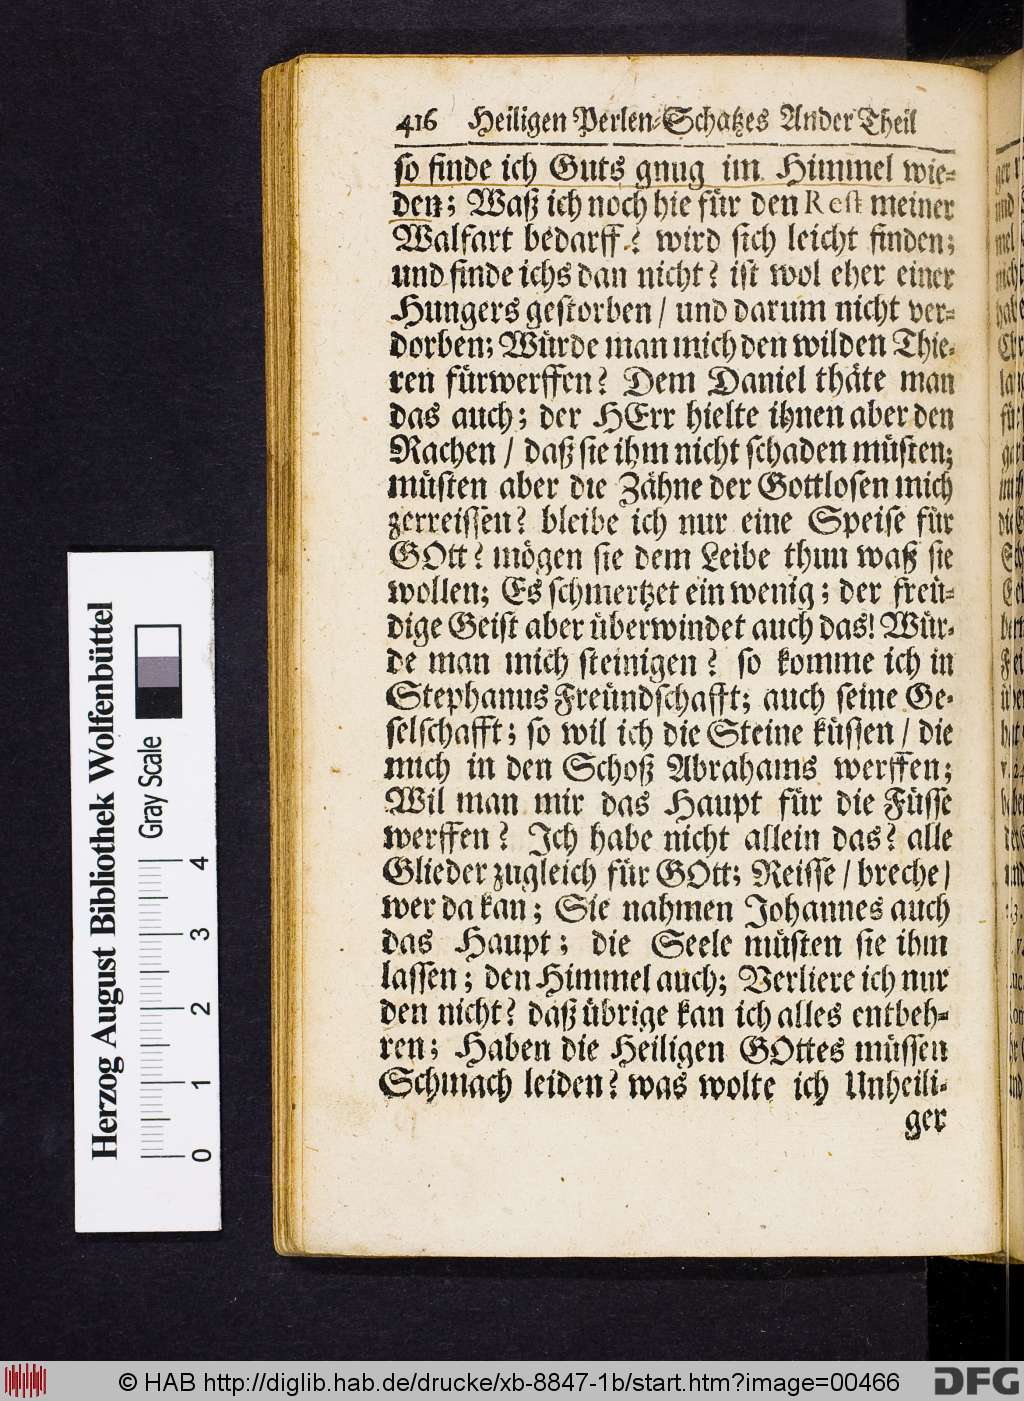 416 Heiligen Perlen-Schatzes Ander Theil
so finde ich Guts gnug im Himmel wie-
den; Waß ich noch hie für den Rest meiner
Walfart bedarff? wird sich leicht finden;
und finde ichs dan nicht? ist wol eher einer
Hungers gestorben / und darum nicht ver-
dorben; Würde man mich den wilden Thie-
ren fürwerffen? Dem Daniel thäte man
das auch; der HErr hielte ihnen aber den
Rachen / daß sie ihm nicht schaden müsten;
müsten aber die Zähne der Gottlosen mich
zerreissen? bleibe ich nur eine Speise für
GOtt? mögen sie dem Leibe thun waß sie
wollen; Es schmertzet ein wenig; der freü-
dige Geist aber überwindet auch das! Wür-
de man mich steinigen? so komme ich in
Stephanus Freündschafft; auch seine Ge-
selschafft; so wil ich die Steine küssen / die
mich in den Schoß Abrahams werffen;
Wil man mir das Haupt für die Füsse
werffen? Ich habe nicht allein das? alle
Glieder zugleich für GOtt; Reisse / breche /
wer da kan; Sie nahmen Johannes auch
das Haupt; die Seele müsten sie ihm
lassen; den Himmel auch; Verliere ich nur
den nicht? daß übrige kan ich alles entbeh-
ren; Haben die Heiligen GOttes müssen
Schmach leiden? was wolte ich Unheili-
ger
Herzog August Bibliothek Wolfenbüttel
Gray Scale
0 1 2 3 4
© HAB http://diglib.hab.de/drucke/xb-8847-1b/start.htm?image=00466
DFG